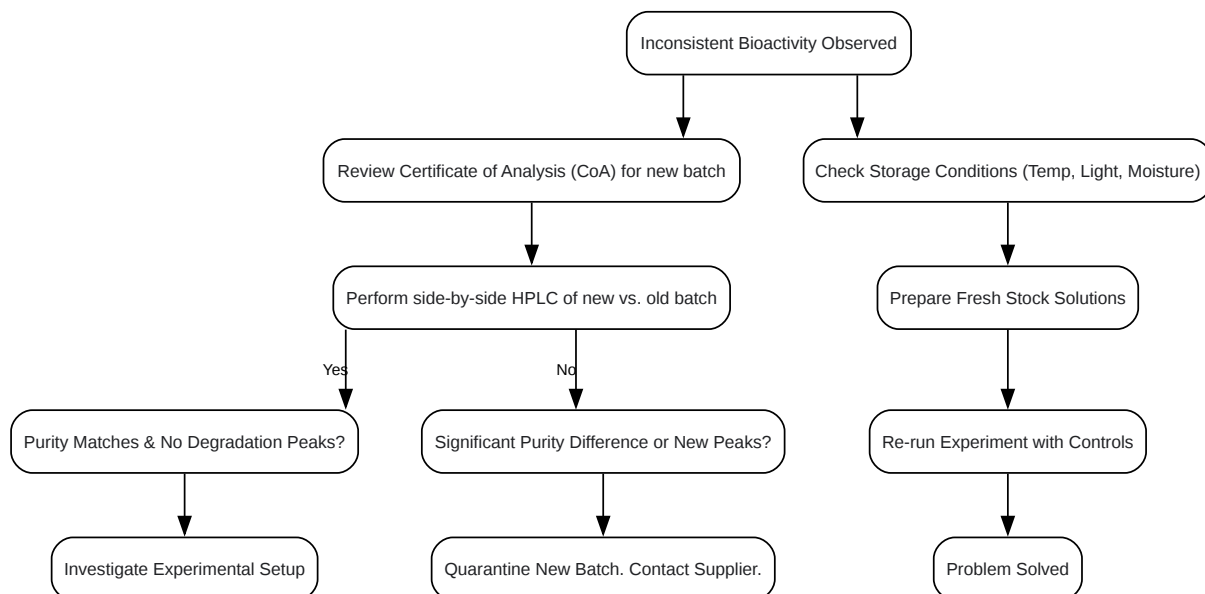 Inconsistent Bioactivity Observed
Review Certificate of Analysis (CoA) for new batch
Check Storage Conditions (Temp, Light, Moisture)
Perform side-by-side HPLC of new vs. old batch
Prepare Fresh Stock Solutions
Yes
No
Purity Matches & No Degradation Peaks?
Significant Purity Difference or New Peaks?
Re-run Experiment with Controls
Investigate Experimental Setup
Quarantine New Batch. Contact Supplier.
Problem Solved